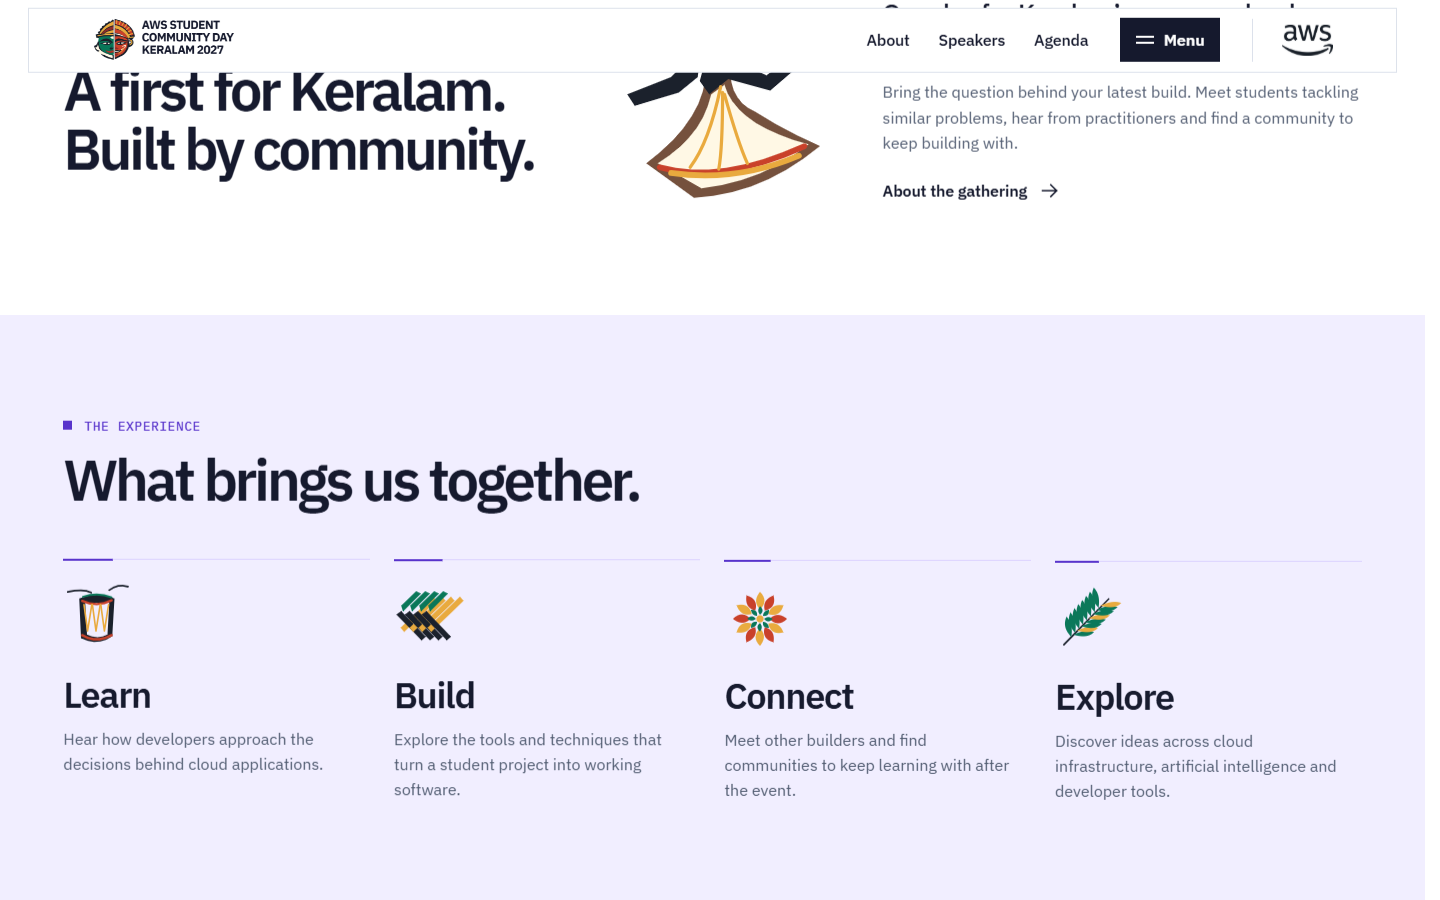 AWS STUDENT
COMMUNITY DAY
KERALAM 2027
About
Speakers
Agenda
Menu
aws
A first for Keralam.
Built by community.
Bring the question behind your latest build. Meet students tackling
similar problems, hear from practitioners and find a community to
keep building with.
About the gathering
THE EXPERIENCE
What brings us together.
Learn
Hear how developers approach the
decisions behind cloud applications.
Build
Explore the tools and techniques that
turn a student project into working
software.
Connect
Meet other builders and find
communities to keep learning with after
the event.
Explore
Discover ideas across cloud
infrastructure, artificial intelligence and
developer tools.